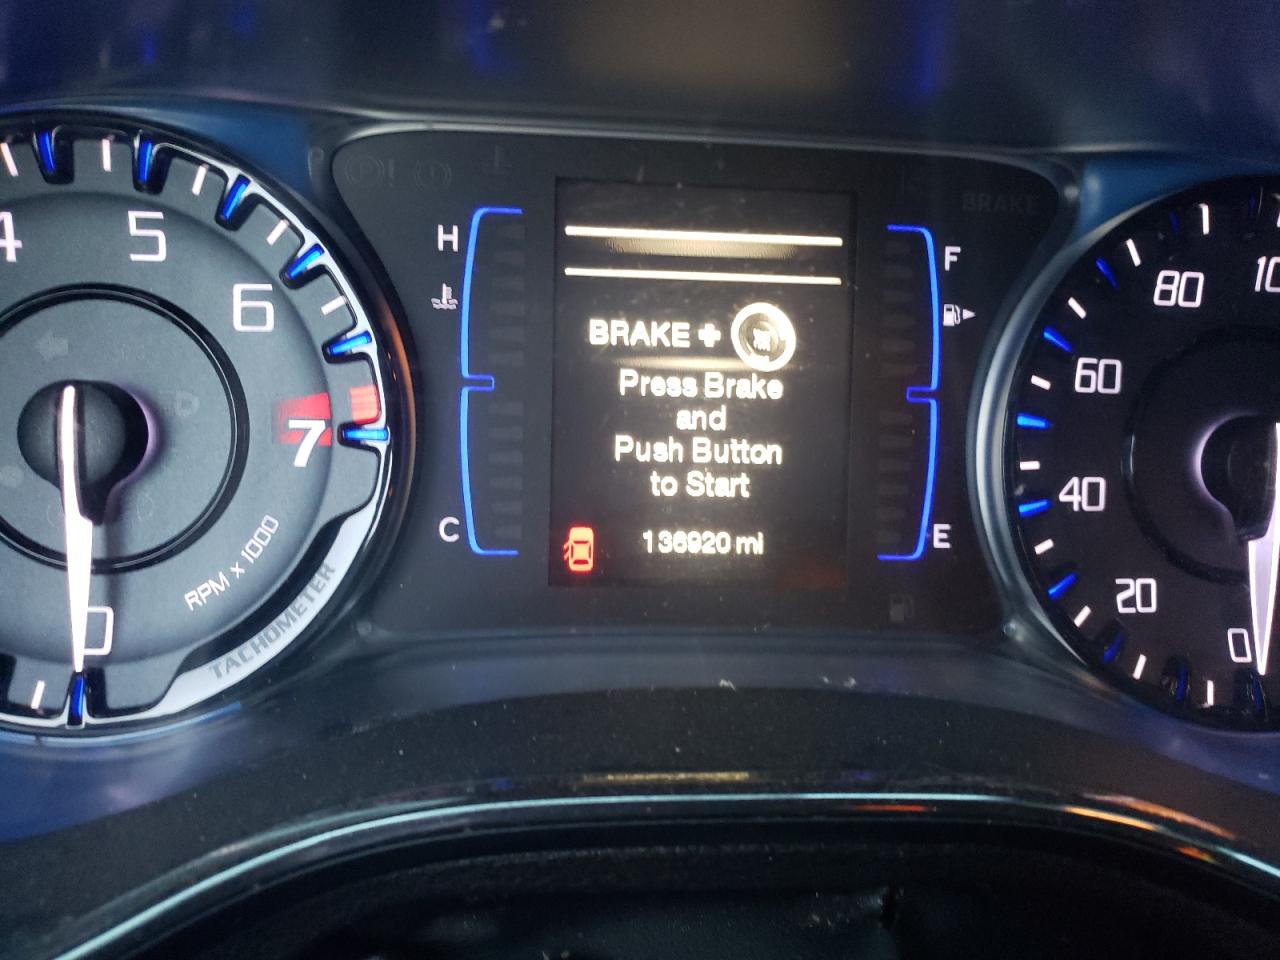 4
5
6
7
0
RPM x 1000
TACHOMETER
H
C
BRAKE +
Press Brake
and
Push Button
to Start
136920 mi
BRAKE
F
E
80
60
40
20
0